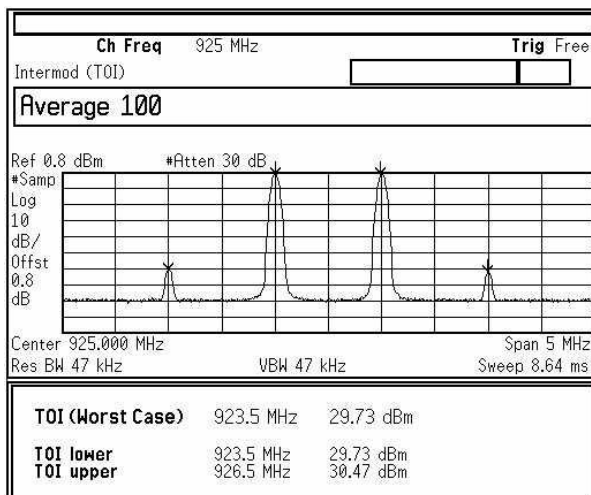 Ch Freq 925 MHz Trig Free
Intermod (TOI)
Average 100
Ref 0.8 dBm #Atten 30 dB
#Samp
Log
10
dB/
Offst
0.8
dB
Center 925.000 MHz Span 5 MHz
Res BW 47 kHz VBW 47 kHz Sweep 8.64 ms
TOI (Worst Case) 923.5 MHz 29.73 dBm
TOI lower 923.5 MHz 29.73 dBm
TOI upper 926.5 MHz 30.47 dBm